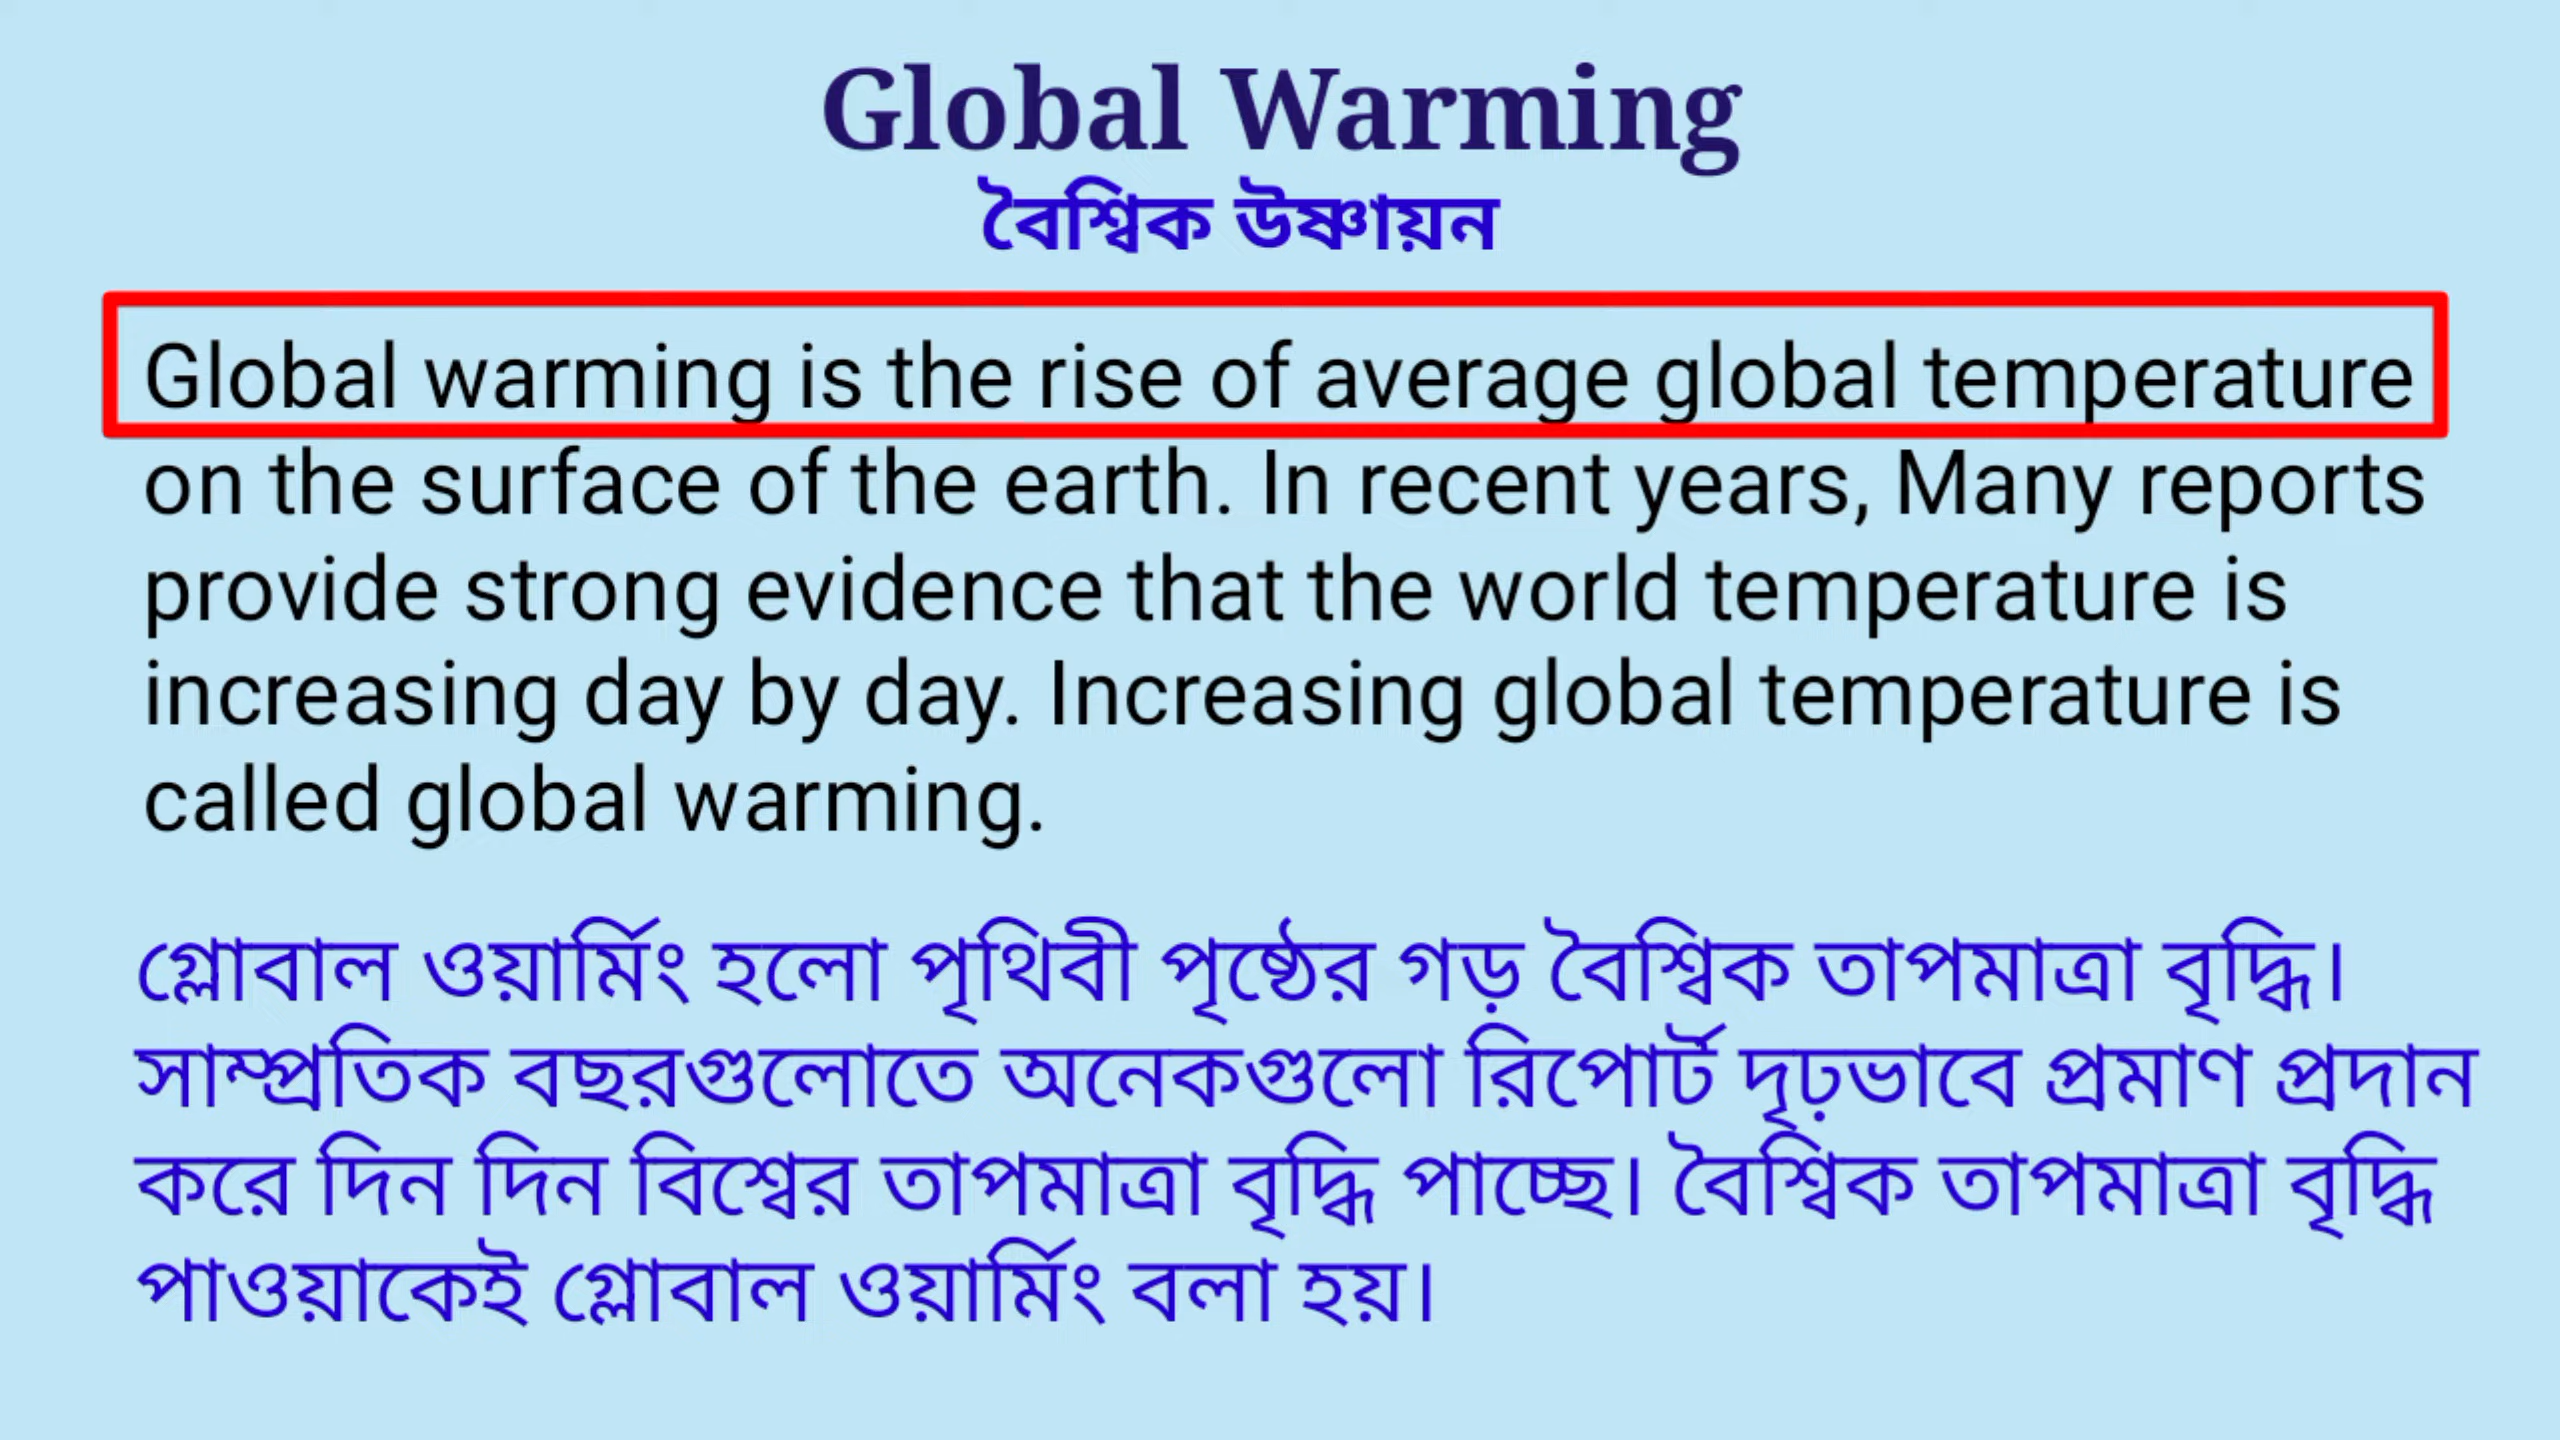 Global Warming
বৈশ্বিক উষ্ণায়ন
Global warming is the rise of average global temperature
on the surface of the earth. In recent years, Many reports
provide strong evidence that the world temperature is
increasing day by day. Increasing global temperature is
called global warming.
গ্লোবাল ওয়ার্মিং হলো পৃথিবী পৃষ্ঠের গড় বৈশ্বিক তাপমাত্রা বৃদ্ধি।
সাম্প্রতিক বছরগুলোতে অনেকগুলো রিপোর্ট দৃঢ়ভাবে প্রমাণ প্রদান
করে দিন দিন বিশ্বের তাপমাত্রা বৃদ্ধি পাচ্ছে। বৈশ্বিক তাপমাত্রা বৃদ্ধি
পাওয়াকেই গ্লোবাল ওয়ার্মিং বলা হয়।